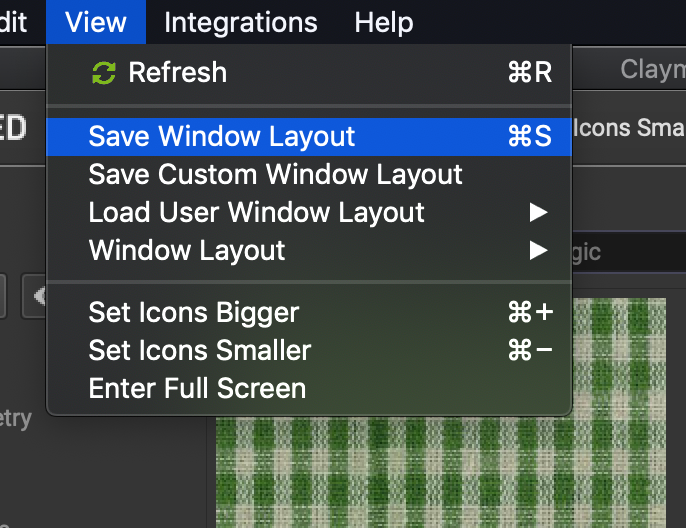 dit View Integrations Help
Refresh ⌘R
Claym
ED
Icons Sma
Save Window Layout ⌘S
Save Custom Window Layout
Load User Window Layout ▶
Window Layout ▶
gic
Set Icons Bigger ⌘+
Set Icons Smaller ⌘−
Enter Full Screen
etry